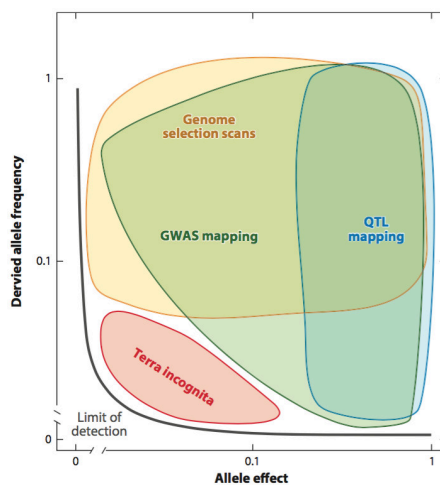 1
Genome
selection scans
GWAS mapping
QTL
mapping
Dervied allele frequency
0.1
Terra incognita
Limit of
detection
0
0
0.1
1
Allele effect